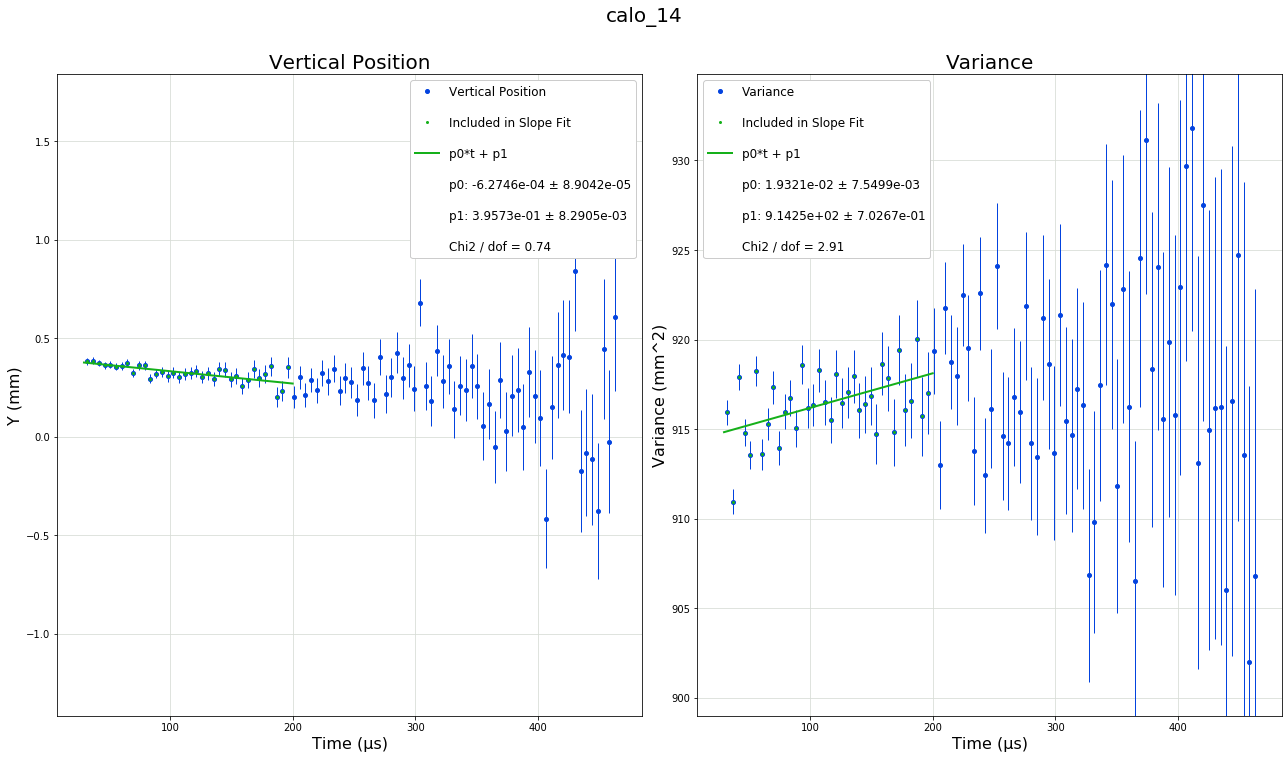 calo_14
Vertical Position
Vertical Position
Included in Slope Fit
p0*t + p1
p0: -6.2746e-04 ± 8.9042e-05
p1: 3.9573e-01 ± 8.2905e-03
Chi2 / dof = 0.74
Y (mm)
1.5
1.0
0.5
0.0
−0.5
−1.0
100
200
300
400
Time (μs)
Variance
Variance
Included in Slope Fit
p0*t + p1
p0: 1.9321e-02 ± 7.5499e-03
p1: 9.1425e+02 ± 7.0267e-01
Chi2 / dof = 2.91
Variance (mm^2)
930
925
920
915
910
905
900
100
200
300
400
Time (μs)